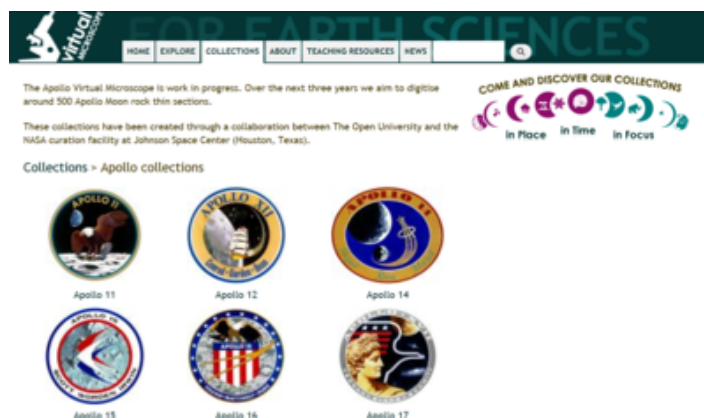 FOR EARTH SCIENCES
virtual
MICROSCOPE
HOME EXPLORE COLLECTIONS ABOUT TEACHING RESOURCES NEWS
The Apollo Virtual Microscope is work in progress. Over the next three years we aim to digitise
around 500 Apollo Moon rock thin sections.
These collections have been created through a collaboration between The Open University and the
NASA curation facility at Johnson Space Center (Houston, Texas).
COME AND DISCOVER OUR COLLECTIONS
in Place in Time in Focus
Collections > Apollo collections
APOLLO 11
APOLLO XII
Apollo 11 Apollo 12 Apollo 14
Apollo 15 Apollo 16 Apollo 17